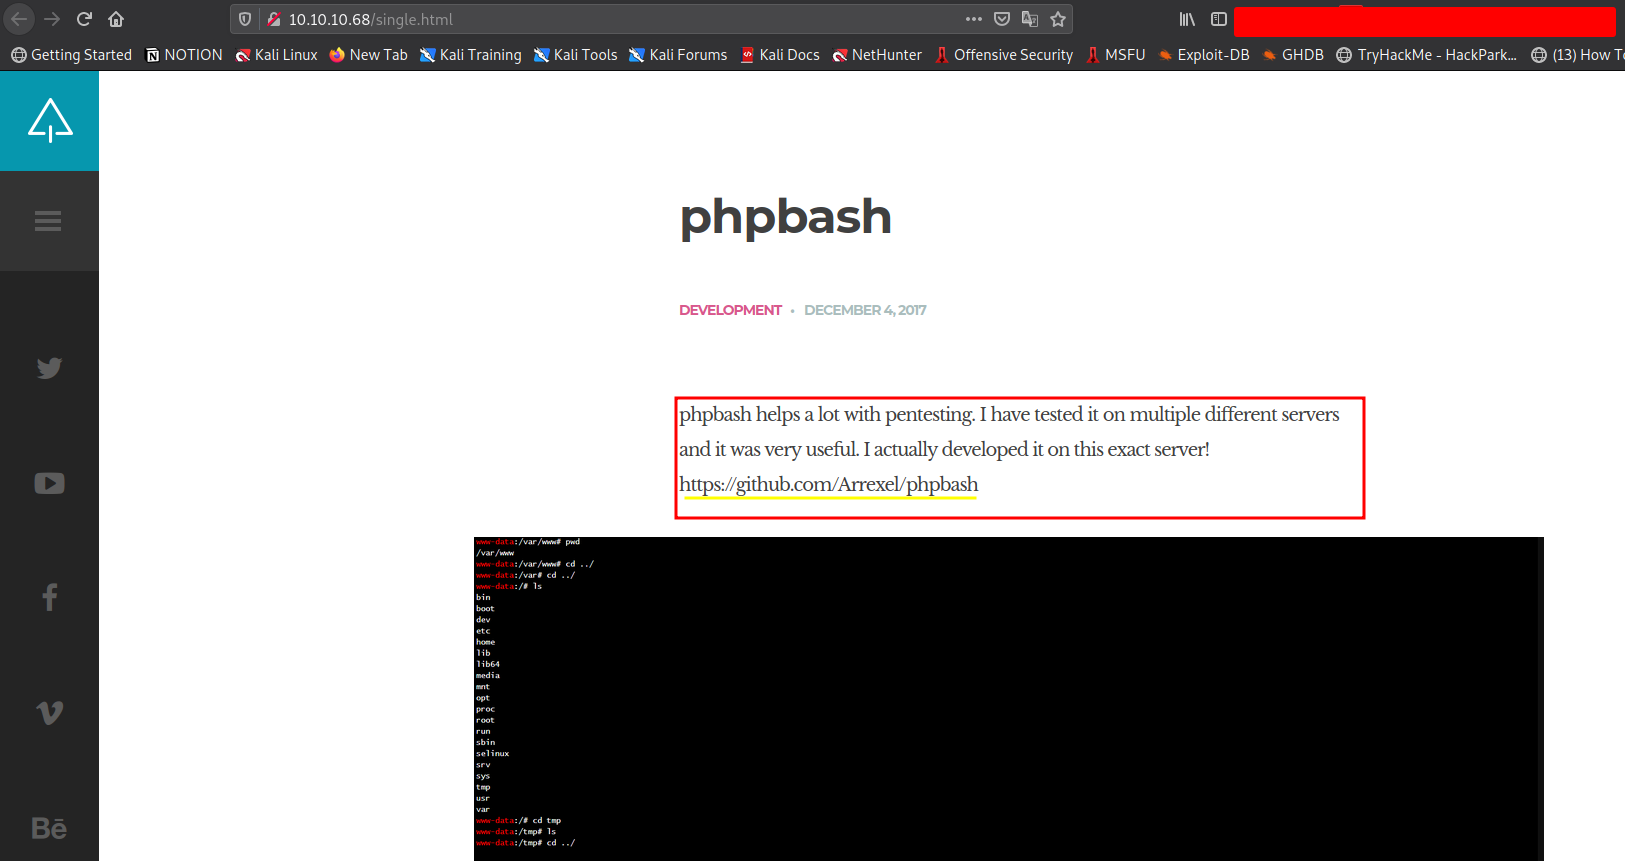 10.10.10.68/single.html
Getting Started NOTION Kali Linux New Tab Kali Training Kali Tools Kali Forums Kali Docs NetHunter Offensive Security MSFU Exploit-DB GHDB TryHackMe - HackPark... (13) How To
phpbash
DEVELOPMENT • DECEMBER 4, 2017
phpbash helps a lot with pentesting. I have tested it on multiple different servers
and it was very useful. I actually developed it on this exact server!
https://github.com/Arrexel/phpbash
www-data:/var/www# pwd
/var/www
www-data:/var/www# cd ../
www-data:/var# cd ../
www-data:/# ls
bin
boot
dev
etc
home
lib
lib64
media
mnt
opt
proc
root
run
sbin
selinux
srv
sys
tmp
usr
var
www-data:/# cd tmp
www-data:/tmp# ls
www-data:/tmp# cd ../
Bē